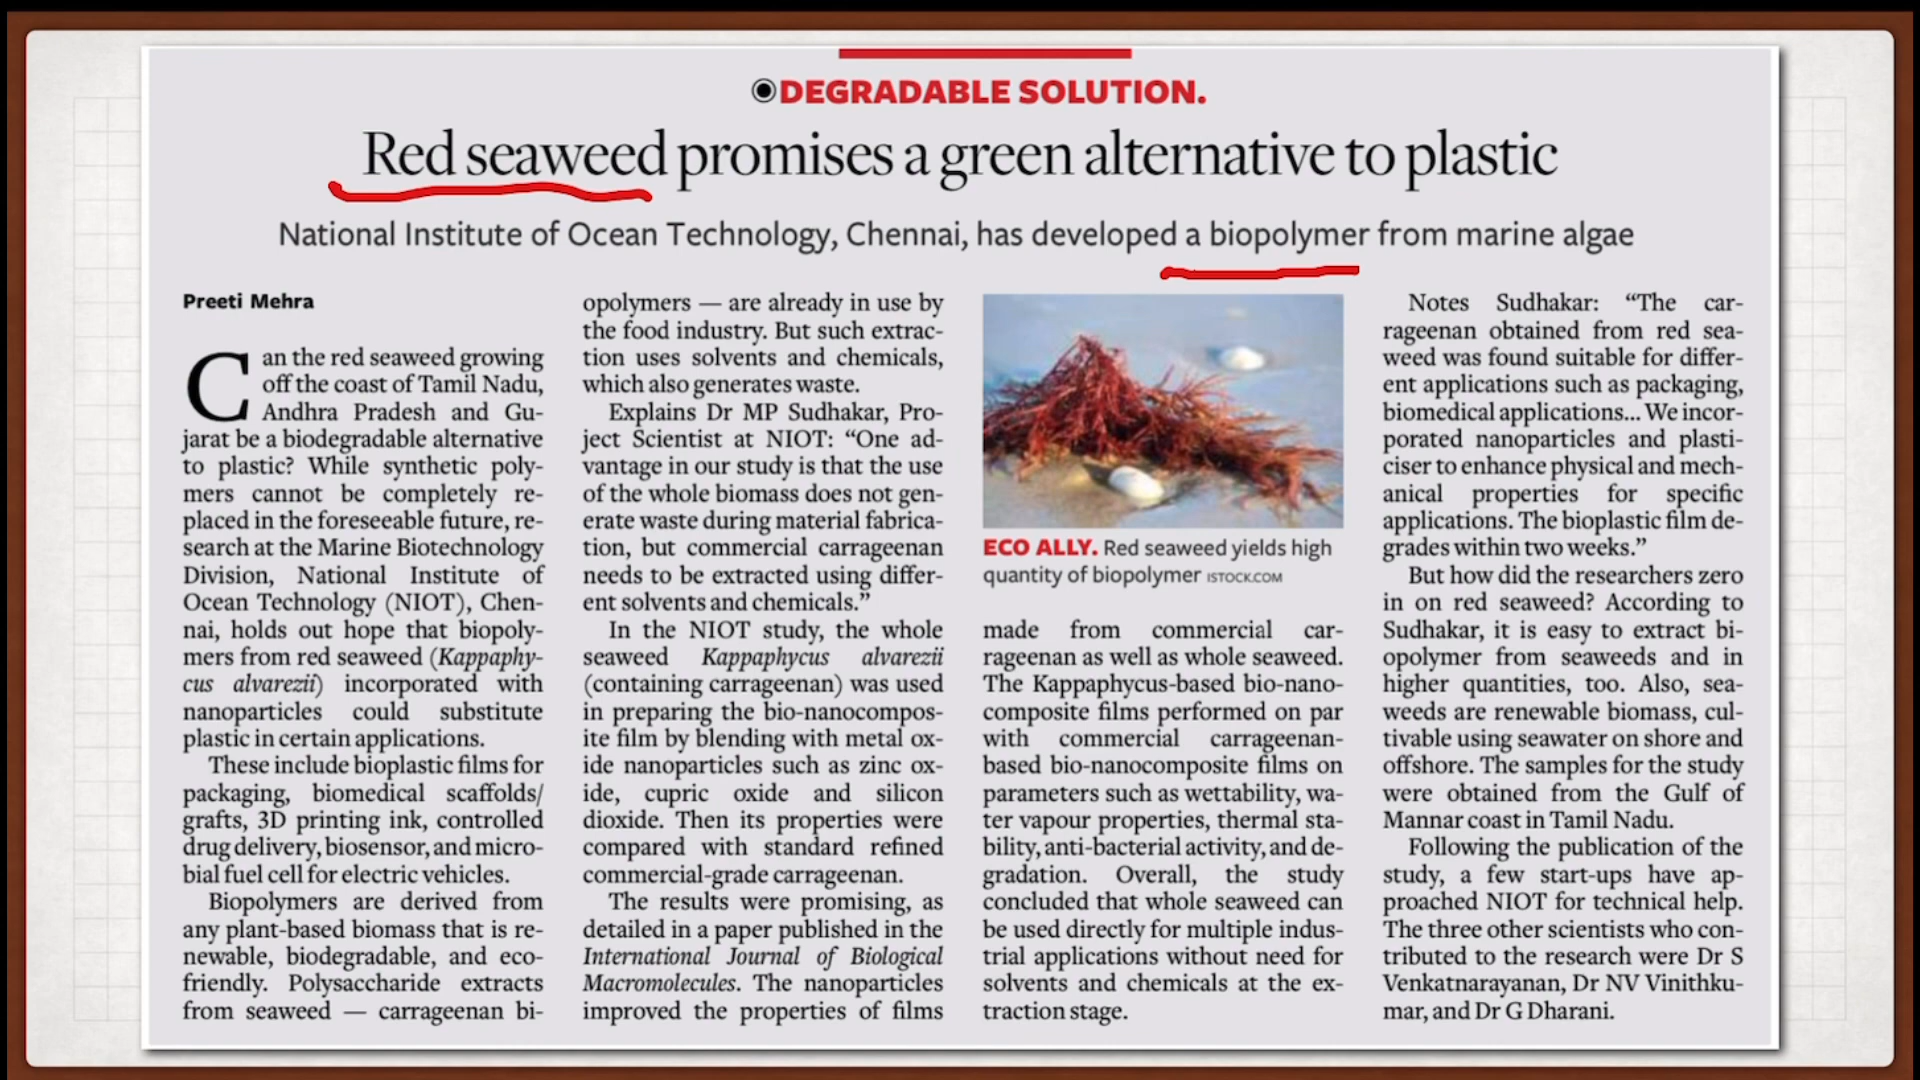 DEGRADABLE SOLUTION.
Red seaweed promises a green alternative to plastic
National Institute of Ocean Technology, Chennai, has developed a biopolymer from marine algae
Preeti Mehra
Can the red seaweed growing
off the coast of Tamil Nadu,
Andhra Pradesh and Gu-
jarat be a biodegradable alternative
to plastic? While synthetic poly-
mers cannot be completely re-
placed in the foreseeable future, re-
search at the Marine Biotechnology
Division, National Institute of
Ocean Technology (NIOT), Chen-
nai, holds out hope that biopoly-
mers from red seaweed (Kappaphy-
cus alvarezii) incorporated with
nanoparticles could substitute
plastic in certain applications.
These include bioplastic films for
packaging, biomedical scaffolds/
grafts, 3D printing ink, controlled
drug delivery, biosensor, and micro-
bial fuel cell for electric vehicles.
Biopolymers are derived from
any plant-based biomass that is re-
newable, biodegradable, and eco-
friendly. Polysaccharide extracts
from seaweed — carrageenan bi-
opolymers — are already in use by
the food industry. But such extrac-
tion uses solvents and chemicals,
which also generates waste.
Explains Dr MP Sudhakar, Pro-
ject Scientist at NIOT: “One ad-
vantage in our study is that the use
of the whole biomass does not gen-
erate waste during material fabrica-
tion, but commercial carrageenan
needs to be extracted using differ-
ent solvents and chemicals.”
In the NIOT study, the whole
seaweed Kappaphycus alvarezii
(containing carrageenan) was used
in preparing the bio-nanocompos-
ite film by blending with metal ox-
ide nanoparticles such as zinc ox-
ide, cupric oxide and silicon
dioxide. Then its properties were
compared with standard refined
commercial-grade carrageenan.
The results were promising, as
detailed in a paper published in the
International Journal of Biological
Macromolecules. The nanoparticles
improved the properties of films
ECO ALLY. Red seaweed yields high
quantity of biopolymer ISTOCK.COM
made from commercial car-
rageenan as well as whole seaweed.
The Kappaphycus-based bio-nano-
composite films performed on par
with commercial carrageenan-
based bio-nanocomposite films on
parameters such as wettability, wa-
ter vapour properties, thermal sta-
bility, anti-bacterial activity, and de-
gradation. Overall, the study
concluded that whole seaweed can
be used directly for multiple indus-
trial applications without need for
solvents and chemicals at the ex-
traction stage.
Notes Sudhakar: “The car-
rageenan obtained from red sea-
weed was found suitable for differ-
ent applications such as packaging,
biomedical applications... We incor-
porated nanoparticles and plasti-
ciser to enhance physical and mech-
anical properties for specific
applications. The bioplastic film de-
grades within two weeks.”
But how did the researchers zero
in on red seaweed? According to
Sudhakar, it is easy to extract bi-
opolymer from seaweeds and in
higher quantities, too. Also, sea-
weeds are renewable biomass, cul-
tivable using seawater on shore and
offshore. The samples for the study
were obtained from the Gulf of
Mannar coast in Tamil Nadu.
Following the publication of the
study, a few start-ups have ap-
proached NIOT for technical help.
The three other scientists who con-
tributed to the research were Dr S
Venkatnarayanan, Dr NV Vinithku-
mar, and Dr G Dharani.